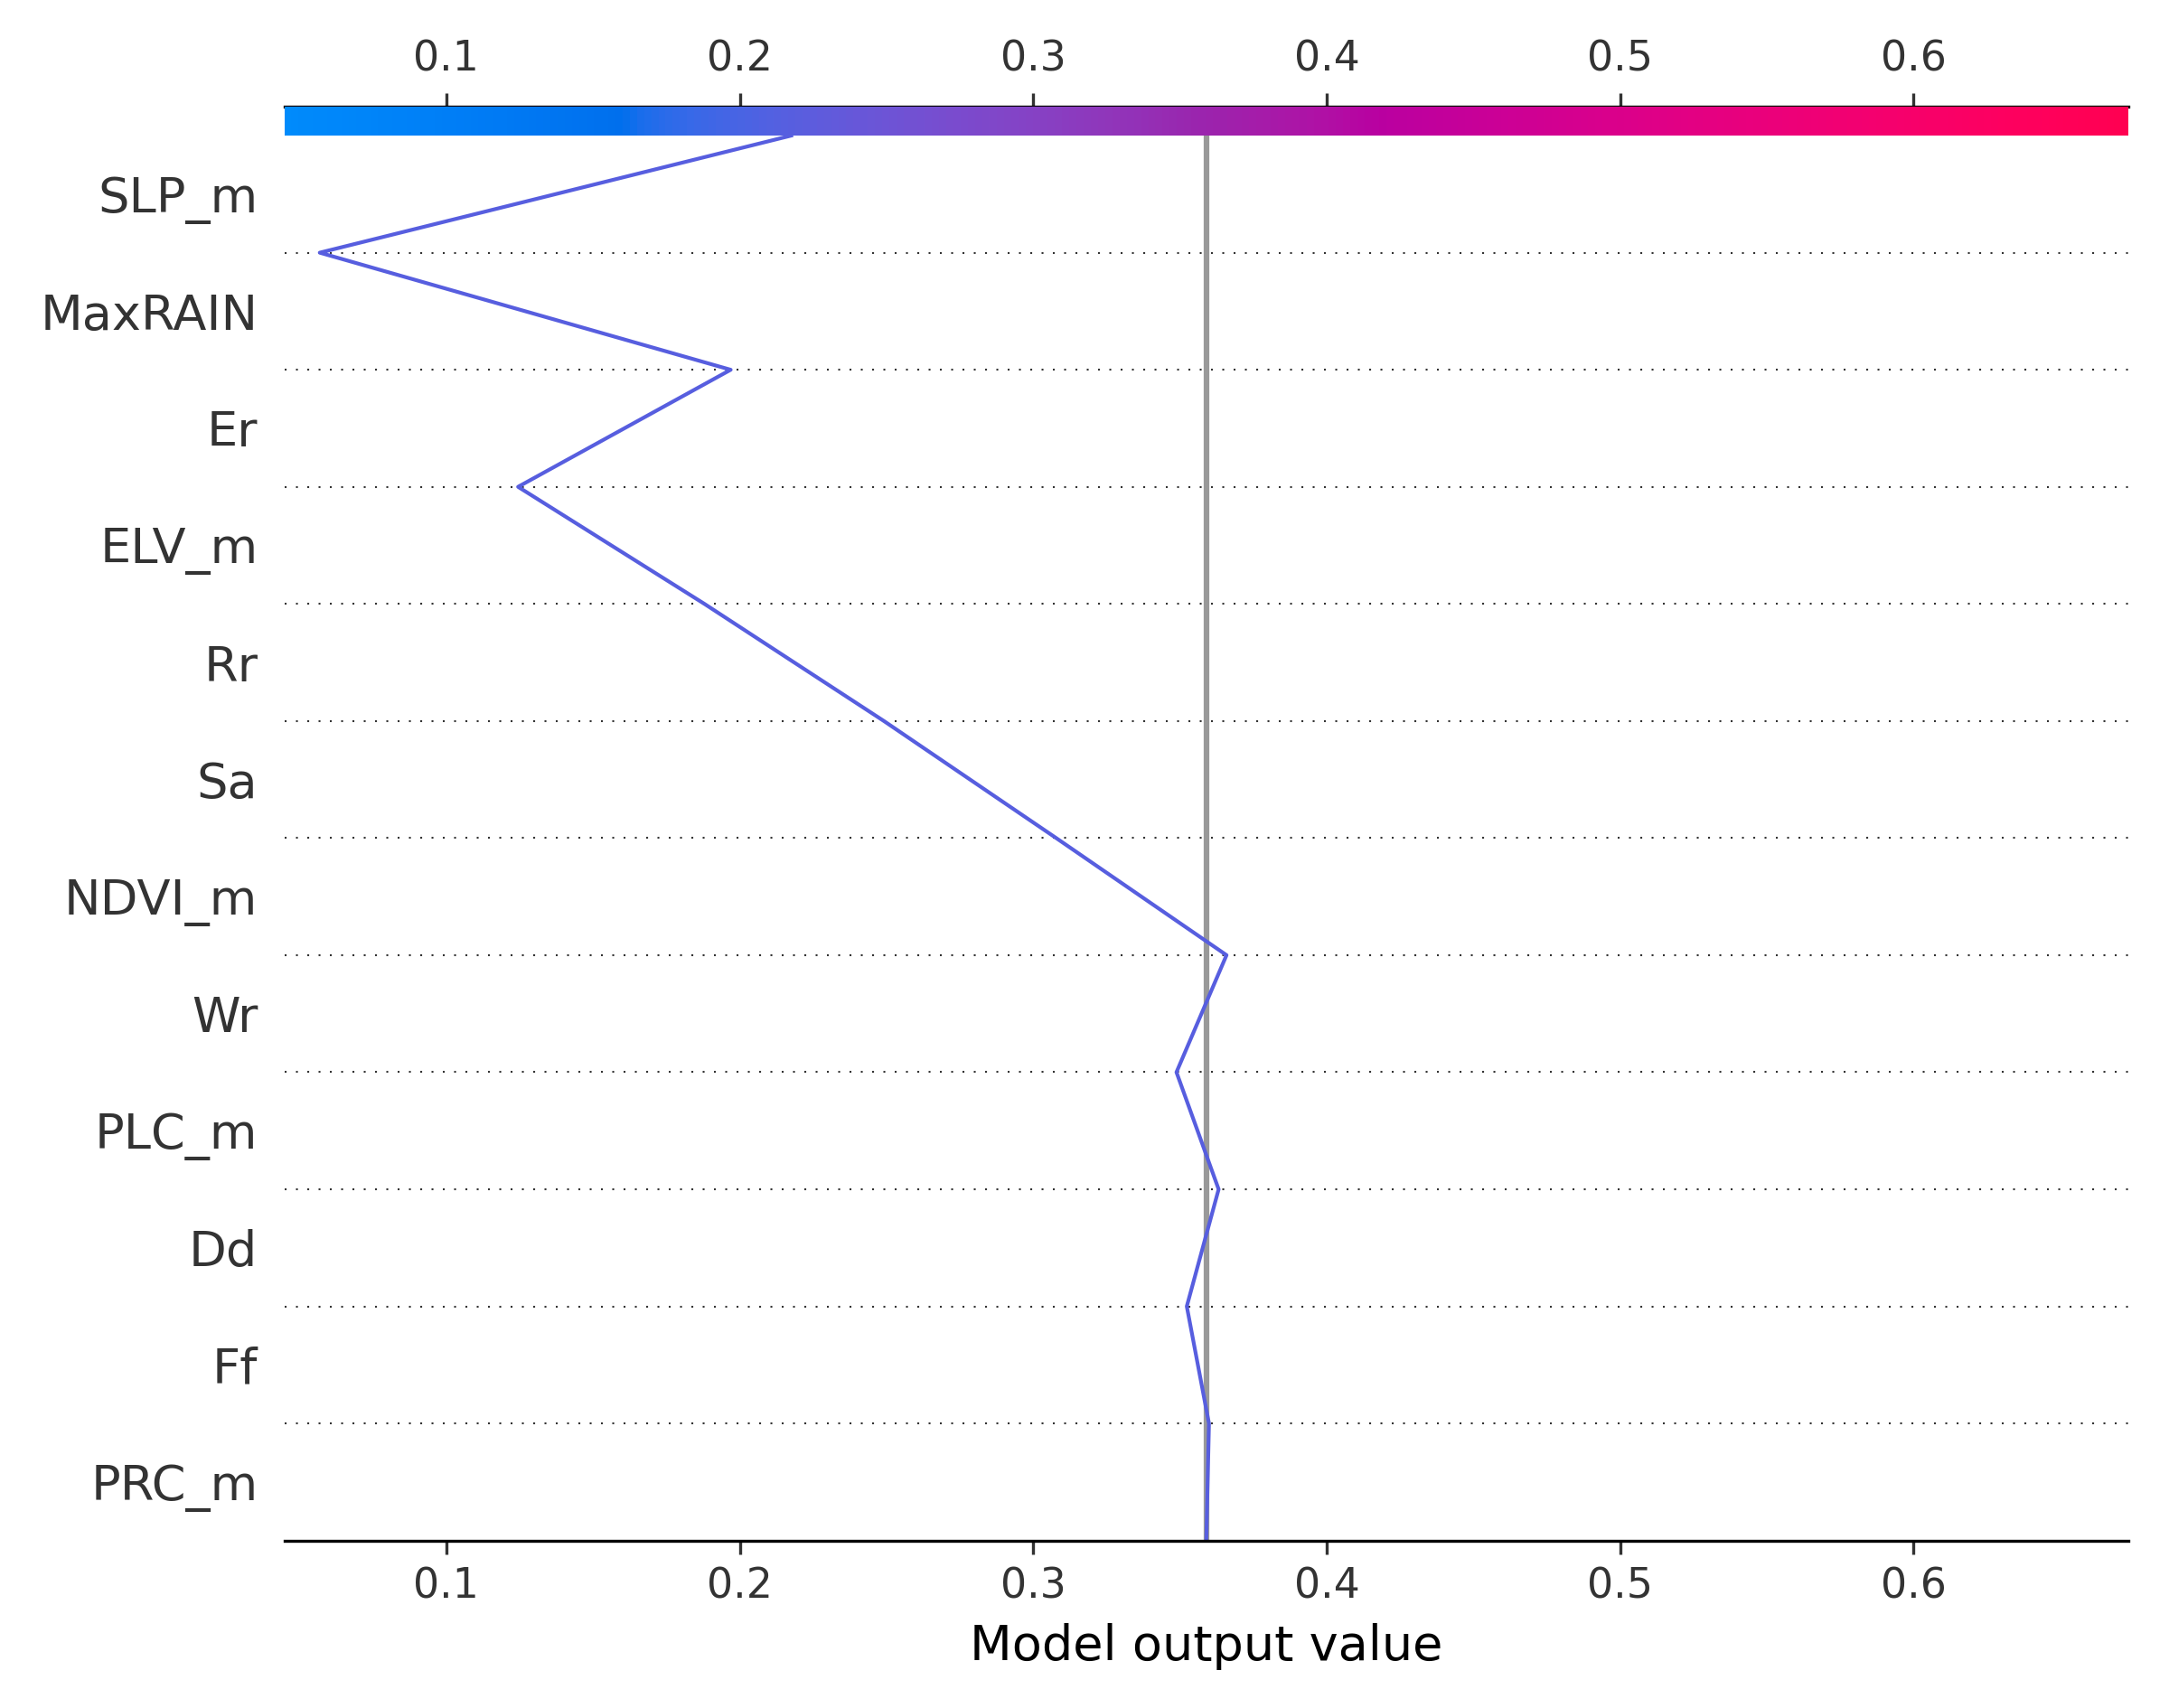 0.1 0.2 0.3 0.4 0.5 0.6
SLP_m
MaxRAIN
Er
ELV_m
Rr
Sa
NDVI_m
Wr
PLC_m
Dd
Ff
PRC_m
0.1 0.2 0.3 0.4 0.5 0.6
Model output value